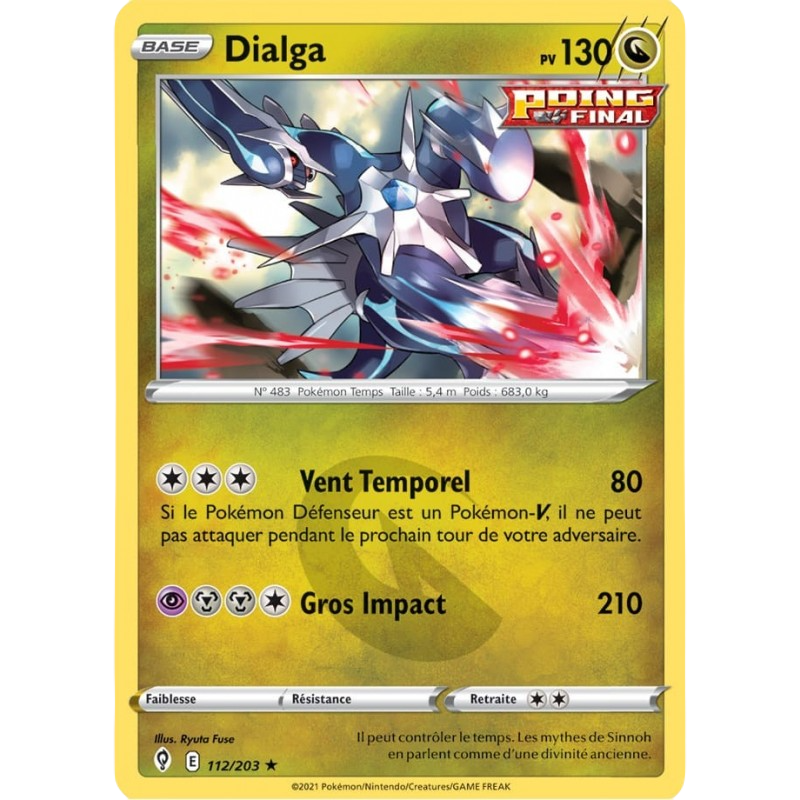 BASE Dialga PV 130
POING
FINAL
N° 483 Pokémon Temps Taille : 5,4 m Poids : 683,0 kg
Vent Temporel 80
Si le Pokémon Défenseur est un Pokémon-V, il ne peut
pas attaquer pendant le prochain tour de votre adversaire.
Gros Impact 210
Faiblesse Résistance Retraite
Illus. Ryuta Fuse
Il peut contrôler le temps. Les mythes de Sinnoh
en parlent comme d'une divinité ancienne.
E 112/203 ★
©2021 Pokémon/Nintendo/Creatures/GAME FREAK